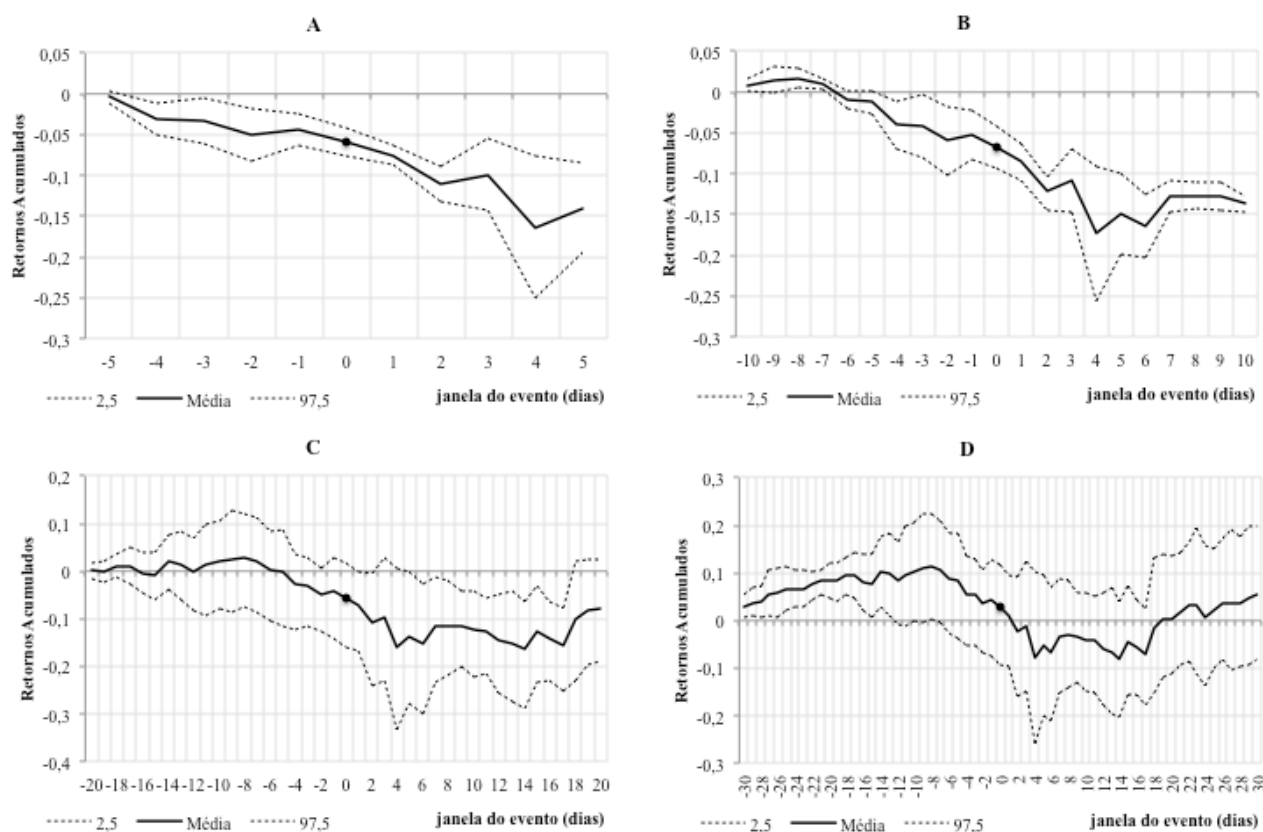 A
Retornos Acumulados
0,05
0
-0,05
-0,1
-0,15
-0,2
-0,25
-0,3
-5 -4 -3 -2 -1 0 1 2 3 4 5
janela do evento (dias)
2,5 Média 97,5
B
Retornos Acumulados
0,05
0
-0,05
-0,1
-0,15
-0,2
-0,25
-0,3
-10 -9 -8 -7 -6 -5 -4 -3 -2 -1 0 1 2 3 4 5 6 7 8 9 10
janela do evento (dias)
2,5 Média 97,5
C
Retornos Acumulados
0,2
0,1
0
-0,1
-0,2
-0,3
-0,4
-20 -18 -16 -14 -12 -10 -8 -6 -4 -2 0 2 4 6 8 10 12 14 16 18 20
janela do evento (dias)
2,5 Média 97,5
D
Retornos Acumulados
0,3
0,2
0,1
0
-0,1
-0,2
-0,3
-30 -28 -26 -24 -22 -20 -18 -16 -14 -12 -10 -8 -6 -4 -2 0 2 4 6 8 10 12 14 16 18 20 22 24 26 28 30
janela do evento (dias)
2,5 Média 97,5